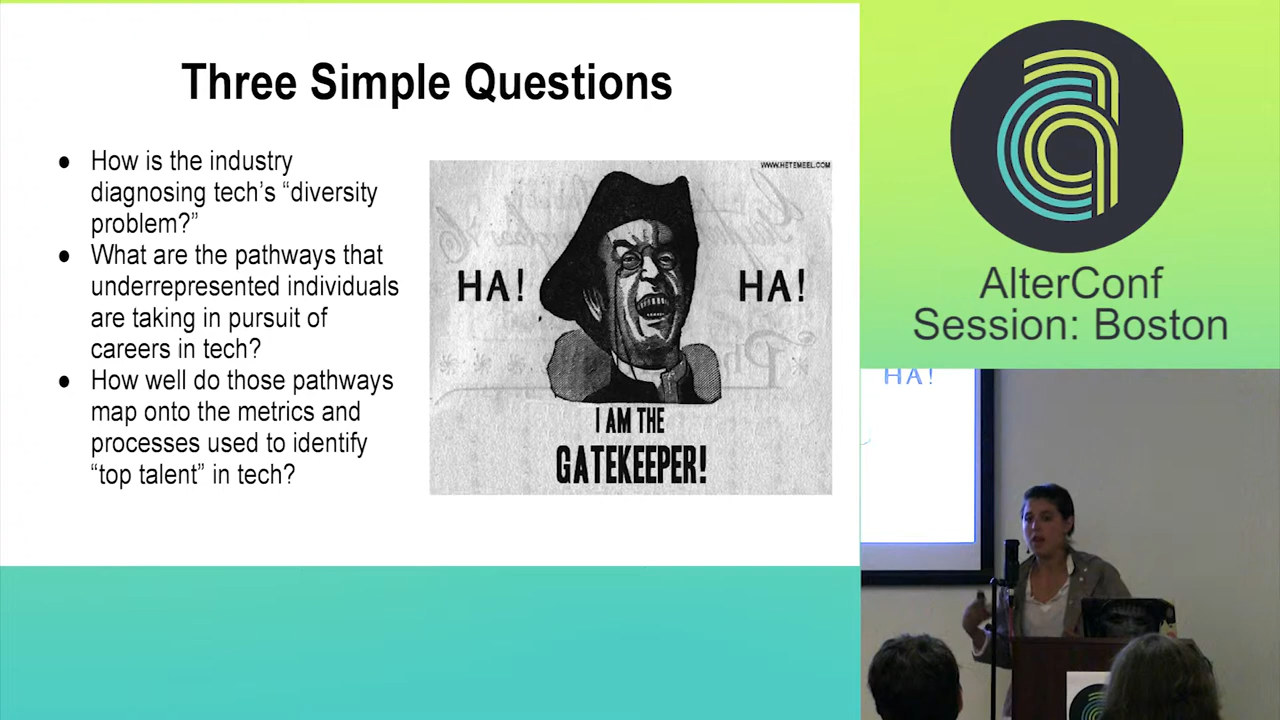 Three Simple Questions
● How is the industry
diagnosing tech’s “diversity
problem?”
● What are the pathways that
underrepresented individuals
are taking in pursuit of
careers in tech?
● How well do those pathways
map onto the metrics and
processes used to identify
“top talent” in tech?
WWW.HETEMEEL.COM
HA! HA!
I AM THE
GATEKEEPER!
AlterConf
Session: Boston
HA!